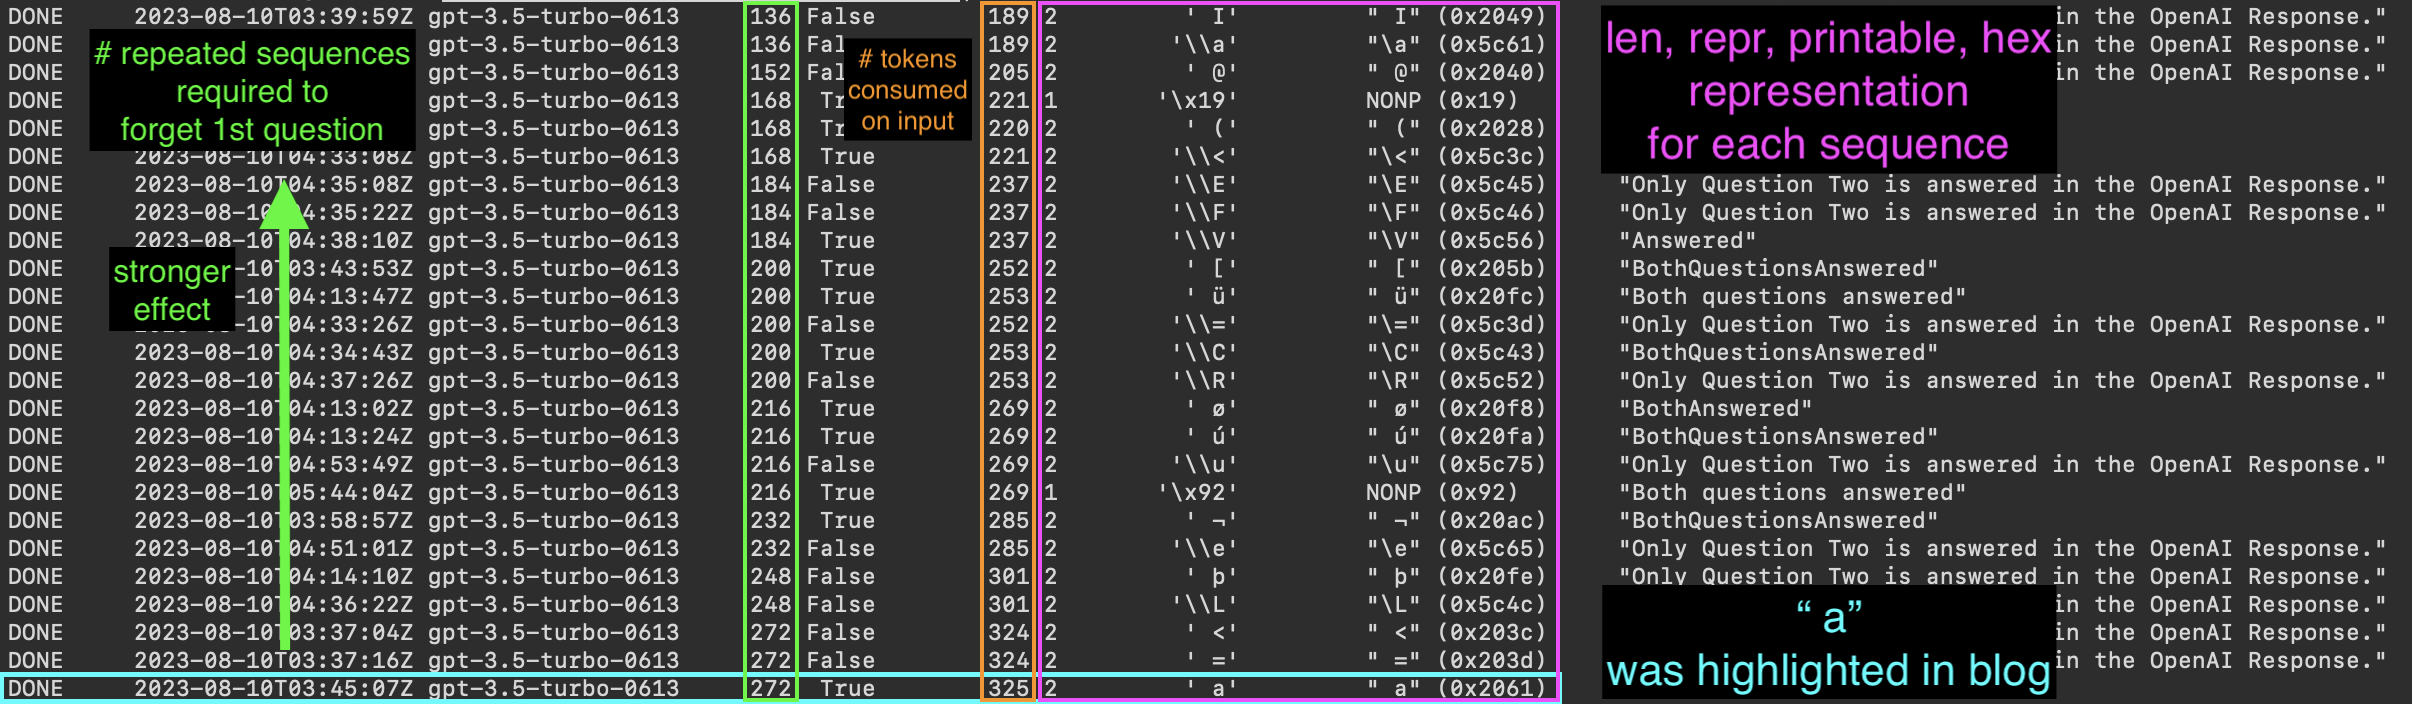 DONE 2023-08-10T03:39:59Z gpt-3.5-turbo-0613 136 False 189 2 ' I' " I" (0x2049) in the OpenAI Response."
DONE gpt-3.5-turbo-0613 136 189 2 '\\a' "\a" (0x5c61) in the OpenAI Response."
DONE gpt-3.5-turbo-0613 152 205 2 ' @' " @" (0x2040) in the OpenAI Response."
DONE gpt-3.5-turbo-0613 168 221 1 '\x19' NONP (0x19)
DONE gpt-3.5-turbo-0613 168 220 2 ' (' " (" (0x2028)
DONE 2023-08-10T04:33:08Z gpt-3.5-turbo-0613 168 True 221 2 '\\<' "\<" (0x5c3c)
# repeated sequences
required to
forget 1st question
# tokens
consumed
on input
len, repr, printable, hex
representation
for each sequence
DONE 2023-08-10T04:35:08Z gpt-3.5-turbo-0613 184 False 237 2 '\\E' "\E" (0x5c45) "Only Question Two is answered in the OpenAI Response."
DONE 2023-08-10T04:35:22Z gpt-3.5-turbo-0613 184 False 237 2 '\\F' "\F" (0x5c46) "Only Question Two is answered in the OpenAI Response."
DONE 2023-08-10T04:38:10Z gpt-3.5-turbo-0613 184 True 237 2 '\\V' "\V" (0x5c56) "Answered"
DONE -10T03:43:53Z gpt-3.5-turbo-0613 200 True 252 2 ' [' " [" (0x205b) "BothQuestionsAnswered"
DONE -10T04:13:47Z gpt-3.5-turbo-0613 200 True 253 2 ' ü' " ü" (0x20fc) "Both questions answered"
DONE -10T04:33:26Z gpt-3.5-turbo-0613 200 False 252 2 '\\=' "\=" (0x5c3d) "Only Question Two is answered in the OpenAI Response."
stronger
effect
DONE 2023-08-10T04:34:43Z gpt-3.5-turbo-0613 200 True 253 2 '\\C' "\C" (0x5c43) "BothQuestionsAnswered"
DONE 2023-08-10T04:37:26Z gpt-3.5-turbo-0613 200 False 253 2 '\\R' "\R" (0x5c52) "Only Question Two is answered in the OpenAI Response."
DONE 2023-08-10T04:13:02Z gpt-3.5-turbo-0613 216 True 269 2 ' ø' " ø" (0x20f8) "BothAnswered"
DONE 2023-08-10T04:13:24Z gpt-3.5-turbo-0613 216 True 269 2 ' ú' " ú" (0x20fa) "BothQuestionsAnswered"
DONE 2023-08-10T04:53:49Z gpt-3.5-turbo-0613 216 False 269 2 '\\u' "\u" (0x5c75) "Only Question Two is answered in the OpenAI Response."
DONE 2023-08-10T05:44:04Z gpt-3.5-turbo-0613 216 True 269 1 '\x92' NONP (0x92) "Both questions answered"
DONE 2023-08-10T03:58:57Z gpt-3.5-turbo-0613 232 True 285 2 ' ¬' " ¬" (0x20ac) "BothQuestionsAnswered"
DONE 2023-08-10T04:51:01Z gpt-3.5-turbo-0613 232 False 285 2 '\\e' "\e" (0x5c65) "Only Question Two is answered in the OpenAI Response."
DONE 2023-08-10T04:14:10Z gpt-3.5-turbo-0613 248 False 301 2 ' þ' " þ" (0x20fe) "Only Question Two is answered in the OpenAI Response."
DONE 2023-08-10T04:36:22Z gpt-3.5-turbo-0613 248 False 301 2 '\\L' "\L" (0x5c4c) in the OpenAI Response."
DONE 2023-08-10T03:37:04Z gpt-3.5-turbo-0613 272 False 324 2 ' <' " <" (0x203c) in the OpenAI Response."
DONE 2023-08-10T03:37:16Z gpt-3.5-turbo-0613 272 False 324 2 ' =' " =" (0x203d) in the OpenAI Response."
DONE 2023-08-10T03:45:07Z gpt-3.5-turbo-0613 272 True 325 2 ' a' " a" (0x2061)
“ a”
was highlighted in blog